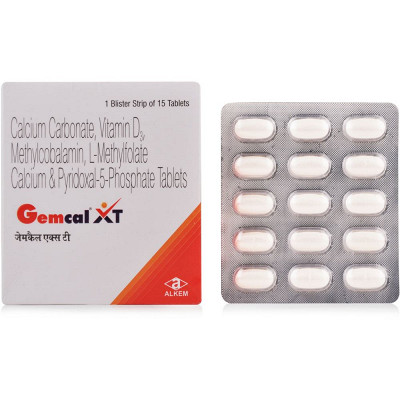 1 Blister Strip of 15 Tablets
Calcium Carbonate, Vitamin D3,
Methylcobalamin, L-Methylfolate
Calcium & Pyridoxal-5-Phosphate Tablets
Gemcal XT
जेमकैल एक्स टी
a
ALKEM